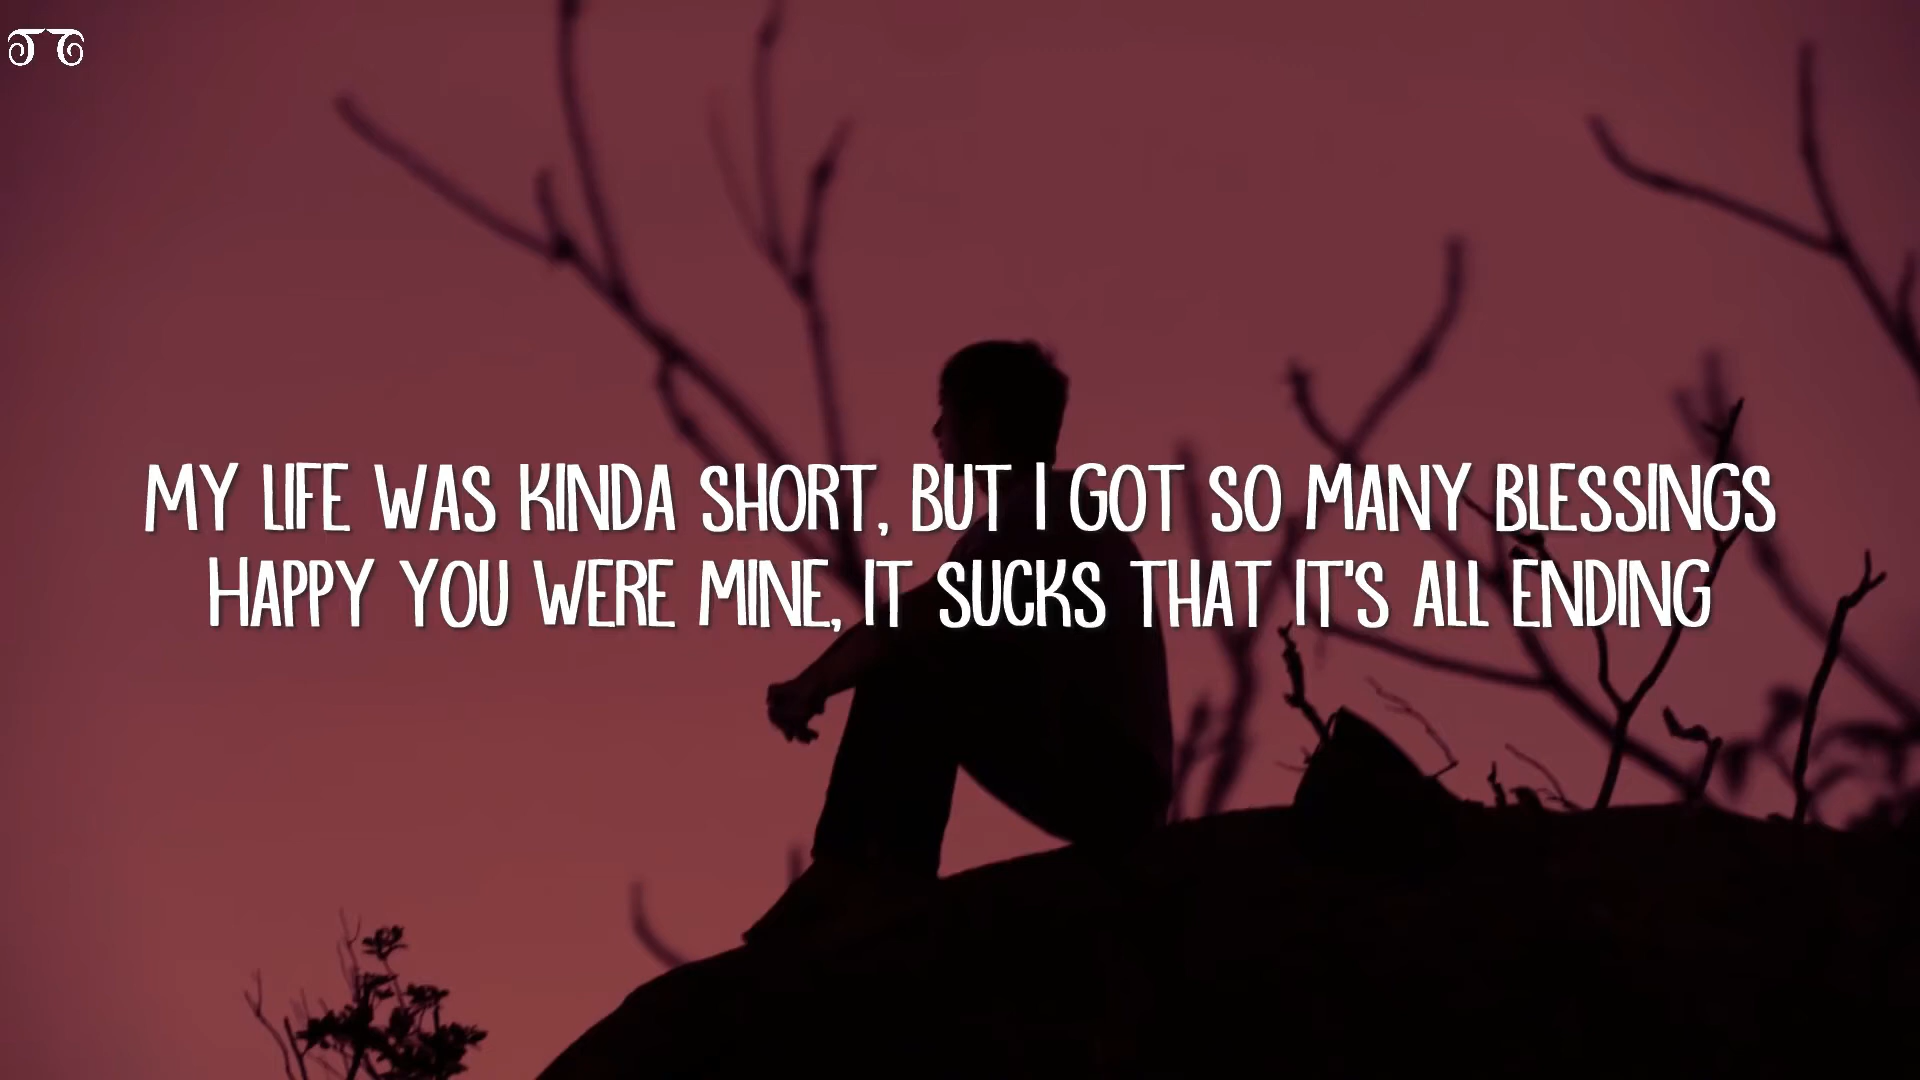 MY LIFE WAS KINDA SHORT, BUT I GOT SO MANY BLESSINGS
HAPPY YOU WERE MINE, IT SUCKS THAT IT'S ALL ENDING